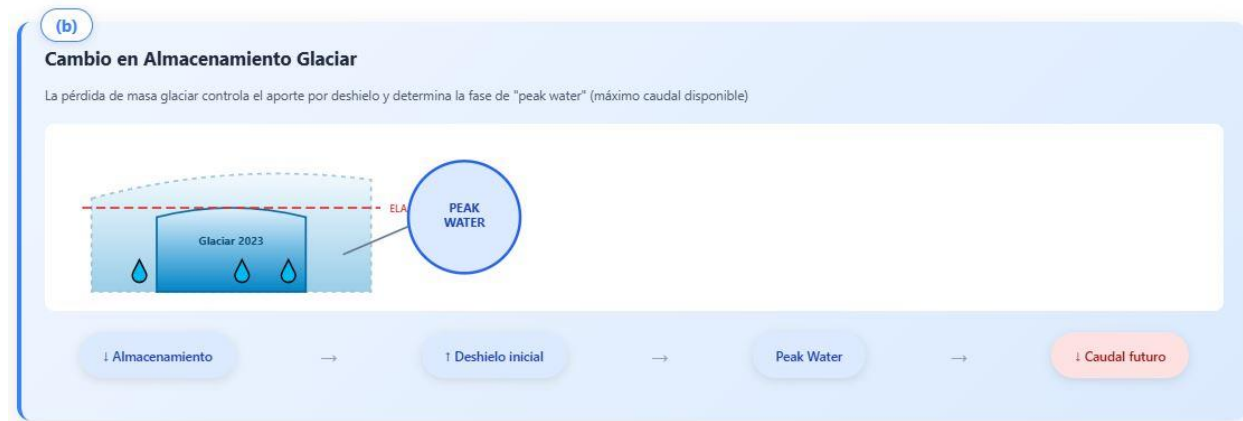 (b)
Cambio en Almacenamiento Glaciar
La pérdida de masa glaciar controla el aporte por deshielo y determina la fase de "peak water" (máximo caudal disponible)
ELA
PEAK
WATER
Glaciar 2023
↓ Almacenamiento → ↑ Deshielo inicial → Peak Water → ↓ Caudal futuro